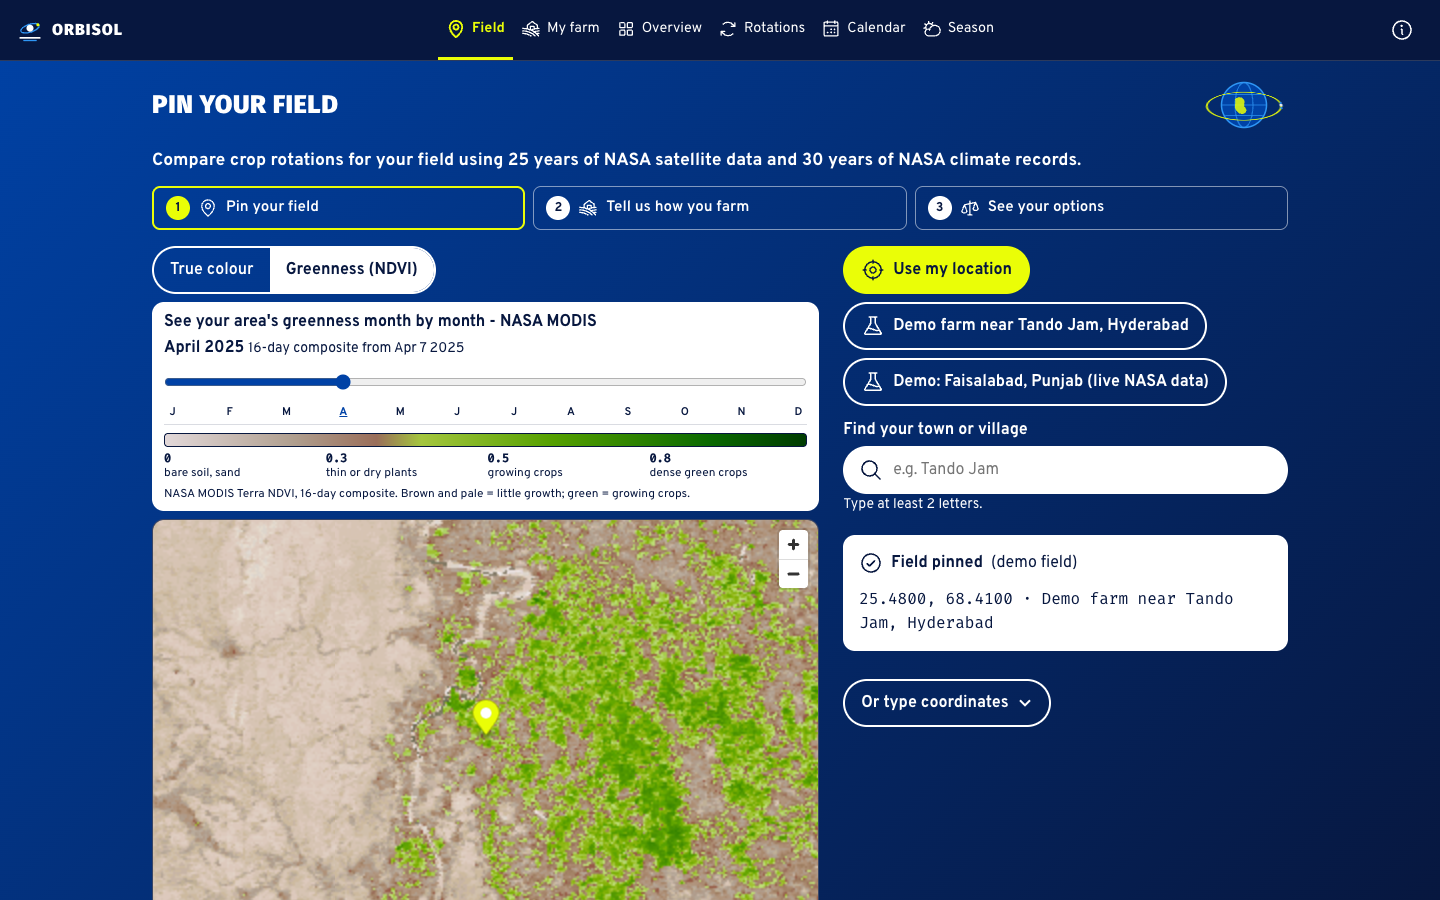 ORBISOL
Field
My farm
Overview
Rotations
Calendar
Season
PIN YOUR FIELD
Compare crop rotations for your field using 25 years of NASA satellite data and 30 years of NASA climate records.
1 Pin your field
2 Tell us how you farm
3 See your options
True colour
Greenness (NDVI)
See your area's greenness month by month - NASA MODIS
April 2025 16-day composite from Apr 7 2025
J F M A M J J A S O N D
0 0.3 0.5 0.8
bare soil, sand thin or dry plants growing crops dense green crops
NASA MODIS Terra NDVI, 16-day composite. Brown and pale = little growth; green = growing crops.
+
−
Use my location
Demo farm near Tando Jam, Hyderabad
Demo: Faisalabad, Punjab (live NASA data)
Find your town or village
e.g. Tando Jam
Type at least 2 letters.
Field pinned (demo field)
25.4800, 68.4100 · Demo farm near Tando
Jam, Hyderabad
Or type coordinates